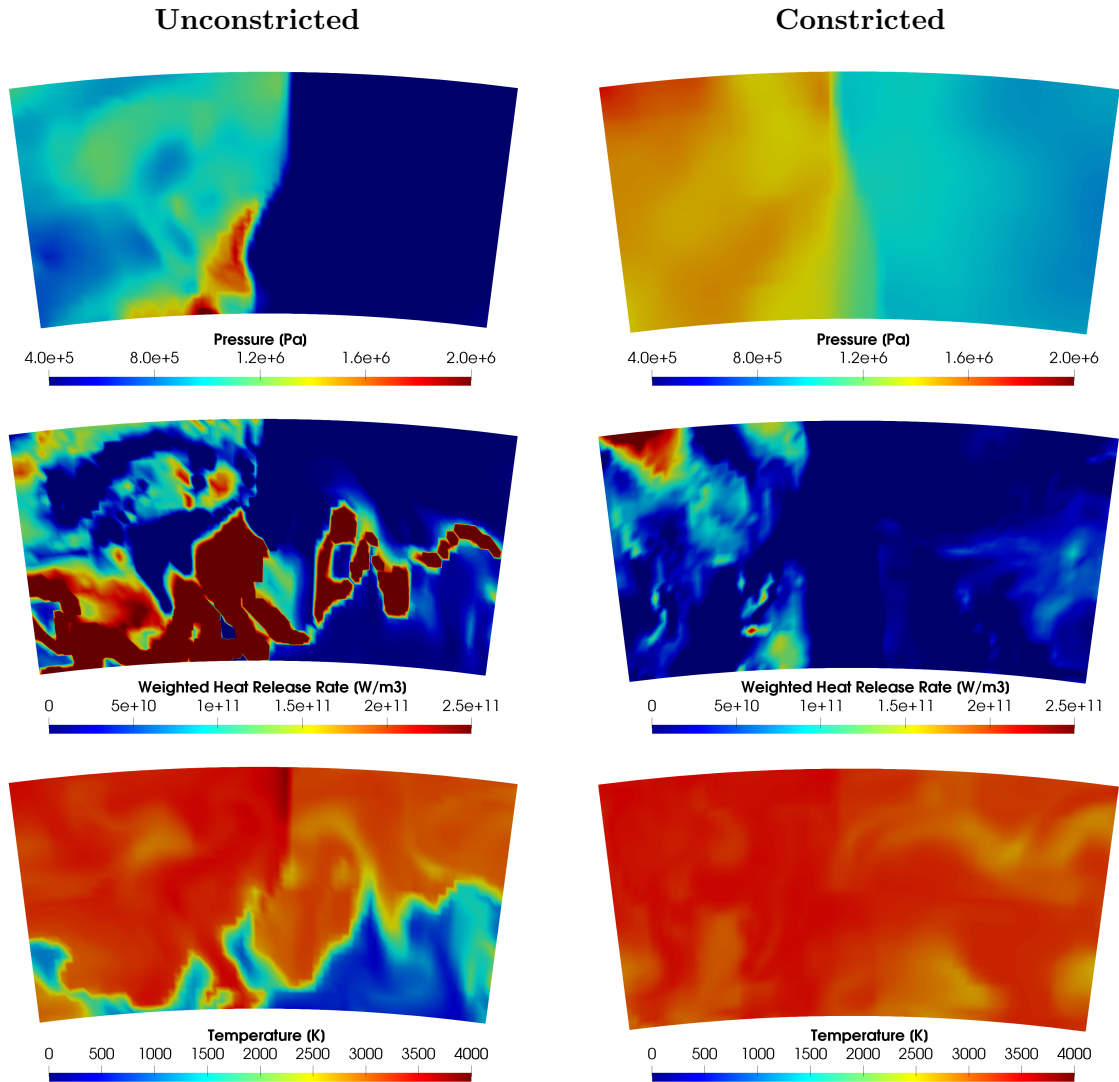 Unconstricted Constricted
Pressure (Pa) Pressure (Pa)
4.0e+5 8.0e+5 1.2e+6 1.6e+6 2.0e+6 4.0e+5 8.0e+5 1.2e+6 1.6e+6 2.0e+6
Weighted Heat Release Rate (W/m3) Weighted Heat Release Rate (W/m3)
0 5e+10 1e+11 1.5e+11 2e+11 2.5e+11 0 5e+10 1e+11 1.5e+11 2e+11 2.5e+11
Temperature (K) Temperature (K)
0 500 1000 1500 2000 2500 3000 3500 4000 0 500 1000 1500 2000 2500 3000 3500 4000